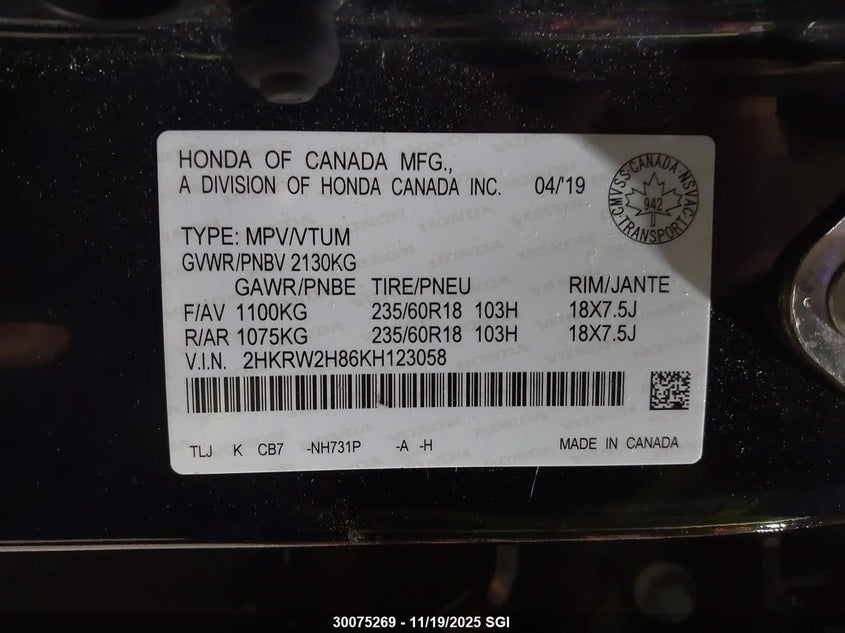 HONDA OF CANADA MFG.,
A DIVISION OF HONDA CANADA INC. 04/'19
CMVSS · CANADA · NSVAC · TRANSPORT
942
TYPE: MPV/VTUM
GVWR/PNBV 2130KG
GAWR/PNBE TIRE/PNEU RIM/JANTE
F/AV 1100KG 235/60R18 103H 18X7.5J
R/AR 1075KG 235/60R18 103H 18X7.5J
V.I.N. 2HKRW2H86KH123058
TLJ K CB7 -NH731P -A -H MADE IN CANADA
30075269 - 11/19/2025 SGI